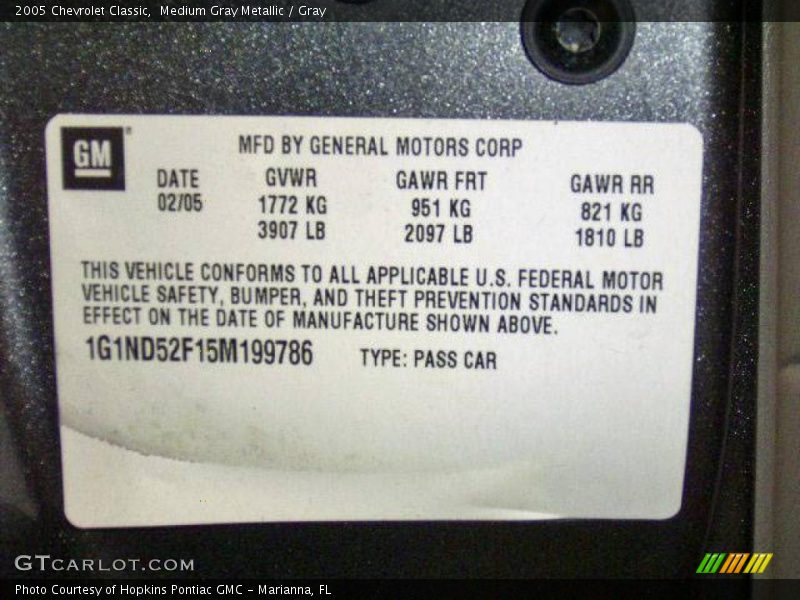 2005 Chevrolet Classic, Medium Gray Metallic / Gray
GM®
MFD BY GENERAL MOTORS CORP
DATE GVWR GAWR FRT GAWR RR
02/05 1772 KG 951 KG 821 KG
3907 LB 2097 LB 1810 LB
THIS VEHICLE CONFORMS TO ALL APPLICABLE U.S. FEDERAL MOTOR
VEHICLE SAFETY, BUMPER, AND THEFT PREVENTION STANDARDS IN
EFFECT ON THE DATE OF MANUFACTURE SHOWN ABOVE.
1G1ND52F15M199786 TYPE: PASS CAR
GTCARLOT.COM
Photo Courtesy of Hopkins Pontiac GMC - Marianna, FL